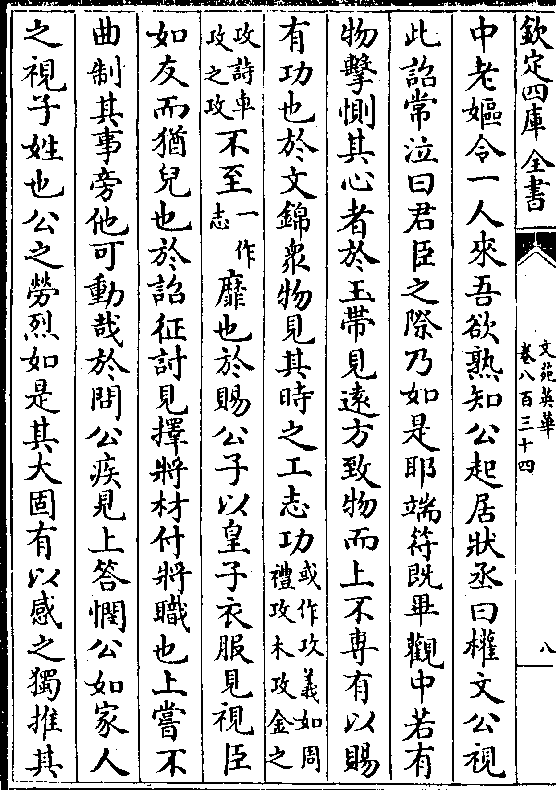 欽定四庫全書
文苑英華
卷八百三十四
八
中老嫗令一人來吾欲熟知公起居狀丞曰權文公視
此詔常泣曰君臣之際乃如是耶端符既畢觀中若有
物擊惻其心者於玉帶見遠方致物而上不專有以賜
有功也於文錦衆物見其時之工志功或作攻義如周禮攻木攻金之
攻詩車攻之攻不至一作志靡也於賜公子以皇子衣服見視臣
如友而猶兒也於詔征討見擇將材付將職也上嘗不
曲制其事旁他可動哉於問公疾見上答憫公如家人
之視子姓也公之勞烈如是其大固有以感之獨推其